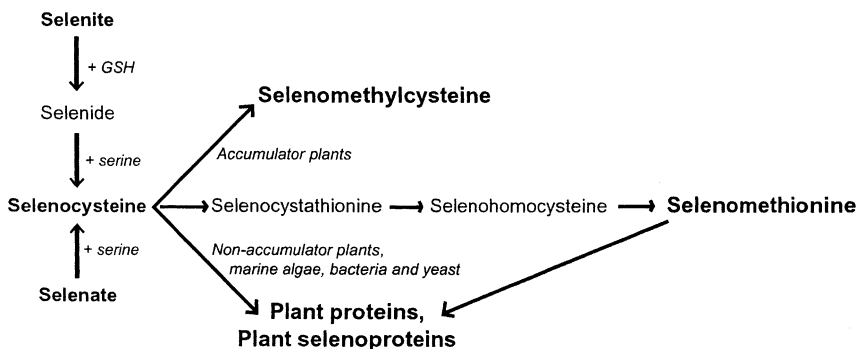 Selenite
+ GSH
Selenomethylcysteine
Selenide
Accumulator plants
+ serine
Selenocysteine
Selenocystathionine
Selenohomocysteine
Selenomethionine
+ serine
Non-accumulator plants,
marine algae, bacteria and yeast
Selenate
Plant proteins,
Plant selenoproteins